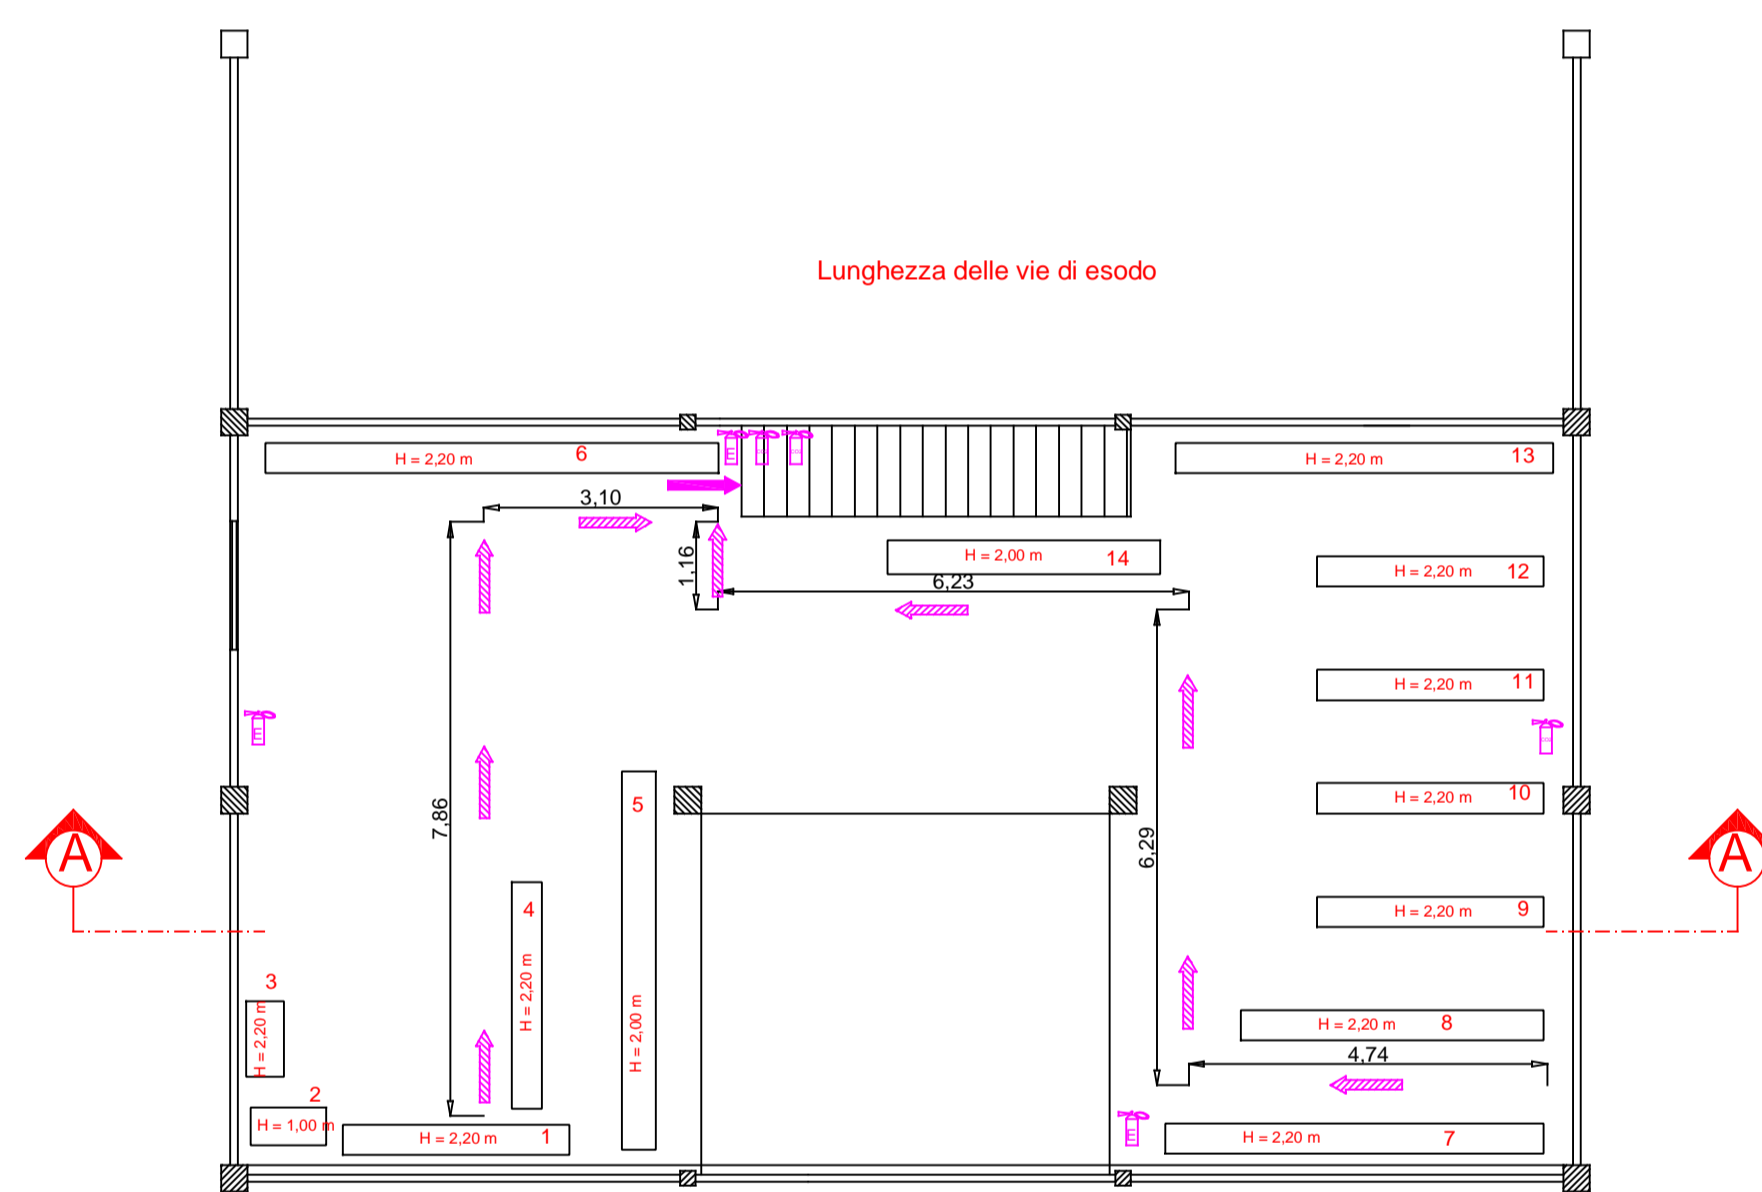 Lunghezza delle vie di esodo
H = 2,20 m 6
H = 2,20 m 13
3,10
1,16
H = 2,00 m 14
6,23
H = 2,20 m 12
H = 2,20 m 11
H = 2,20 m 10
5
7,86
6,29
A
A
4
H = 2,20 m
H = 2,20 m 9
3
H = 2,20 m
H = 2,00 m
H = 2,20 m 8
4,74
2
H = 1,00 m
H = 2,20 m 1
H = 2,20 m 7